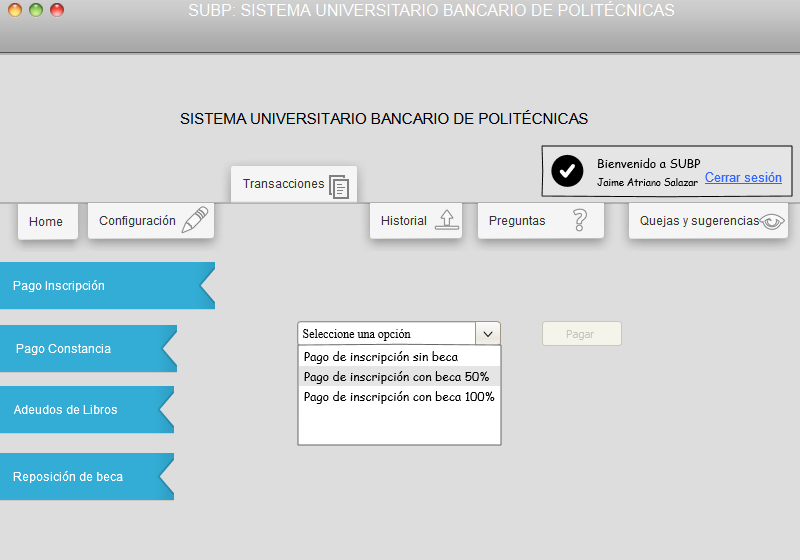 SUBP: SISTEMA UNIVERSITARIO BANCARIO DE POLITÉCNICAS
SISTEMA UNIVERSITARIO BANCARIO DE POLITÉCNICAS
Bienvenido a SUBP
Jaime Atriano Salazar
Cerrar sesión
Transacciones
Home
Configuración
Historial
Preguntas
Quejas y sugerencias
Pago Inscripción
Pago Constancia
Adeudos de Libros
Reposición de beca
Seleccione una opción
Pagar
Pago de inscripción sin beca
Pago de inscripción con beca 50%
Pago de inscripción con beca 100%